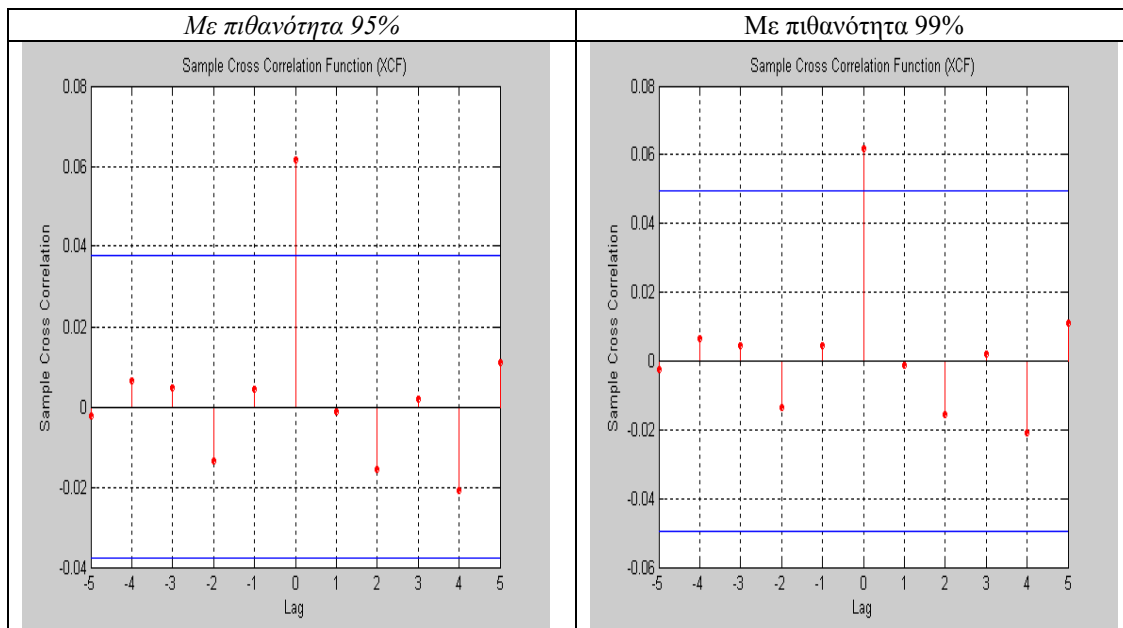 Με πιθανότητα 95%
Με πιθανότητα 99%
Sample Cross Correlation Function (XCF)
0.08
0.06
0.04
0.02
0
-0.02
-0.04
Sample Cross Correlation
-5 -4 -3 -2 -1 0 1 2 3 4 5
Lag
Sample Cross Correlation Function (XCF)
0.08
0.06
0.04
0.02
0
-0.02
-0.04
-0.06
Sample Cross Correlation
-5 -4 -3 -2 -1 0 1 2 3 4 5
Lag